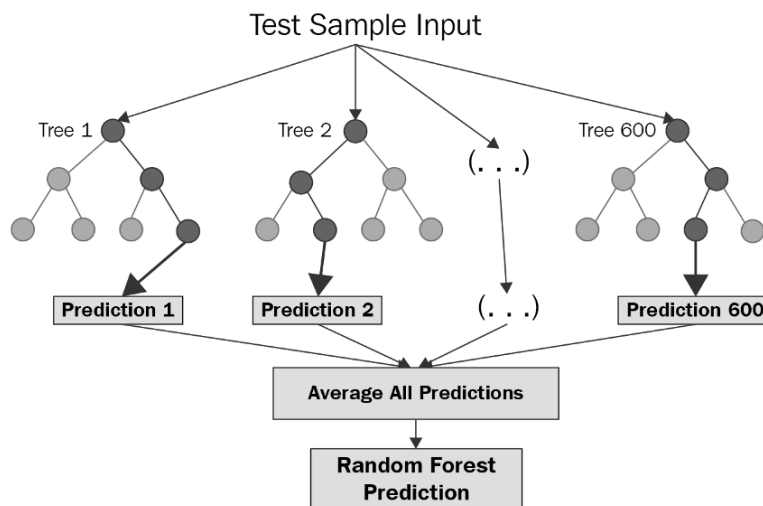 Test Sample Input
Tree 1
Tree 2
Tree 600
(. . .)
Prediction 1
Prediction 2
(. . .)
Prediction 600
Average All Predictions
Random Forest
Prediction